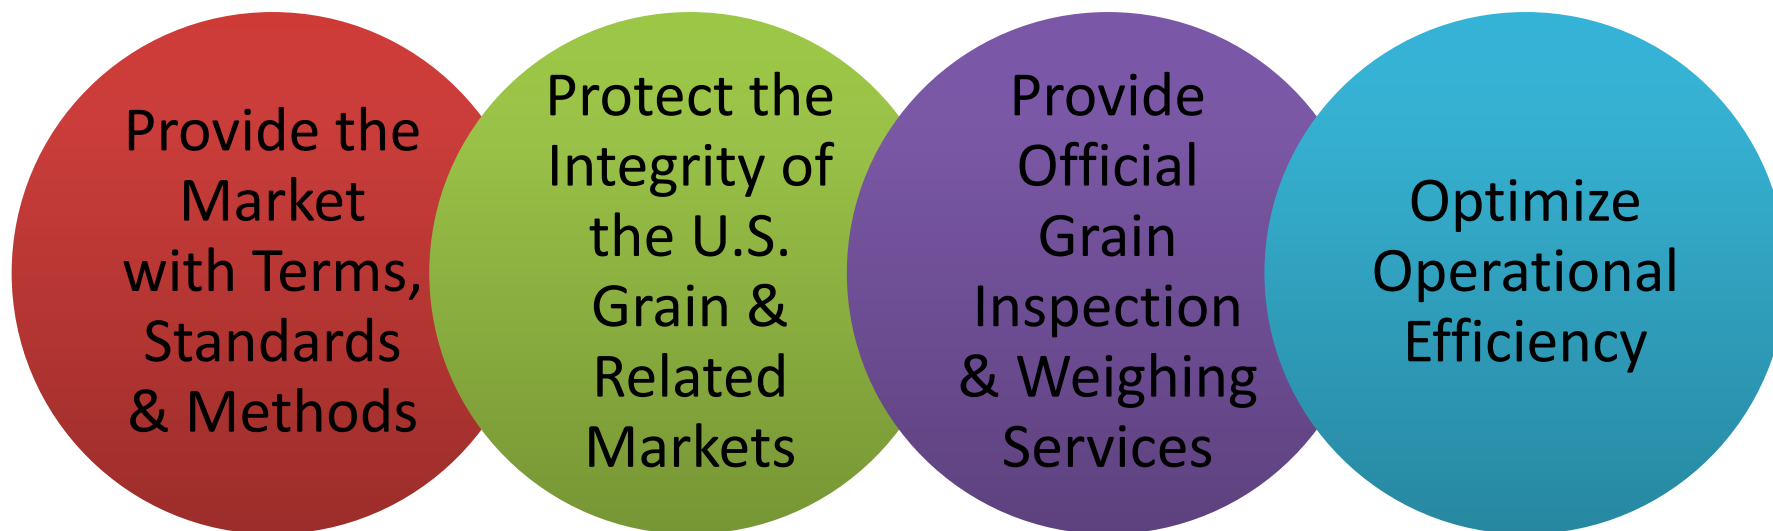 Provide the
Market
with Terms,
Standards
& Methods
Protect the
Integrity of
the U.S.
Grain &
Related
Markets
Provide
Official
Grain
Inspection
& Weighing
Services
Optimize
Operational
Efficiency